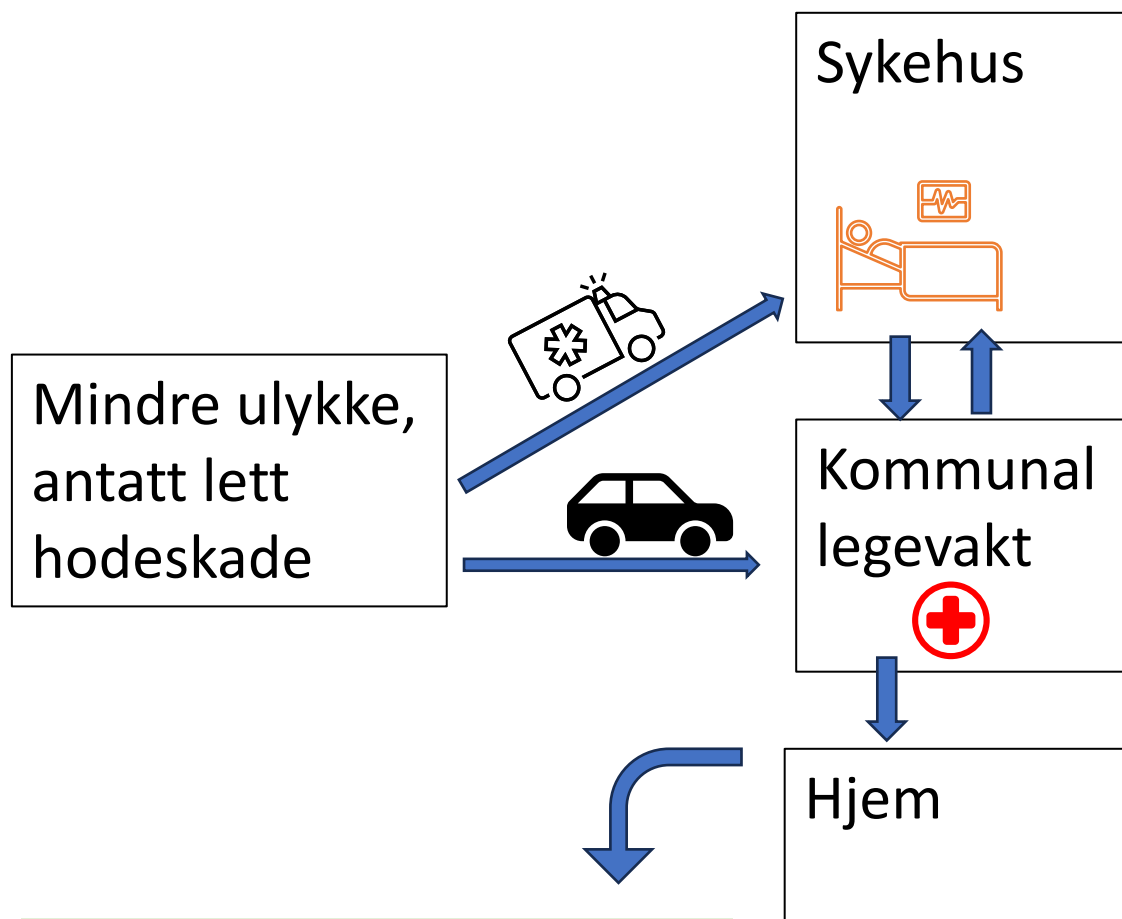 Sykehus
Mindre ulykke,
antatt lett
hodeskade
Kommunal
legevakt
Hjem